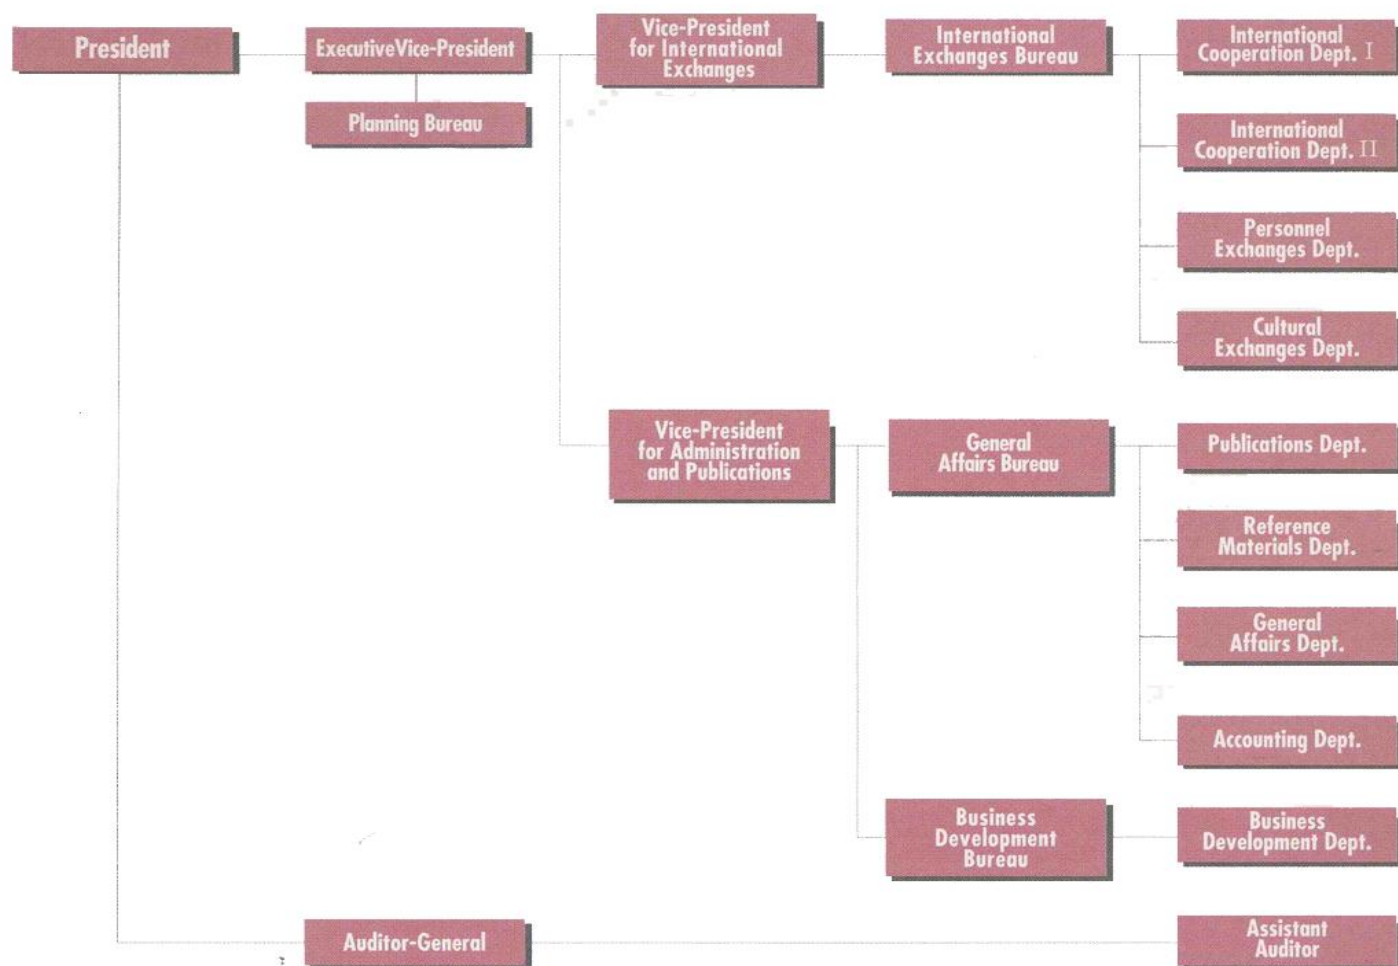 President
ExecutiveVice-President
Planning Bureau
Vice-President
for International
Exchanges
International
Exchanges Bureau
International
Cooperation Dept. I
International
Cooperation Dept. II
Personnel
Exchanges Dept.
Cultural
Exchanges Dept.
Vice-President
for Administration
and Publications
General
Affairs Bureau
Publications Dept.
Reference
Materials Dept.
General
Affairs Dept.
Accounting Dept.
Business
Development
Bureau
Business
Development Dept.
Auditor-General
Assistant
Auditor